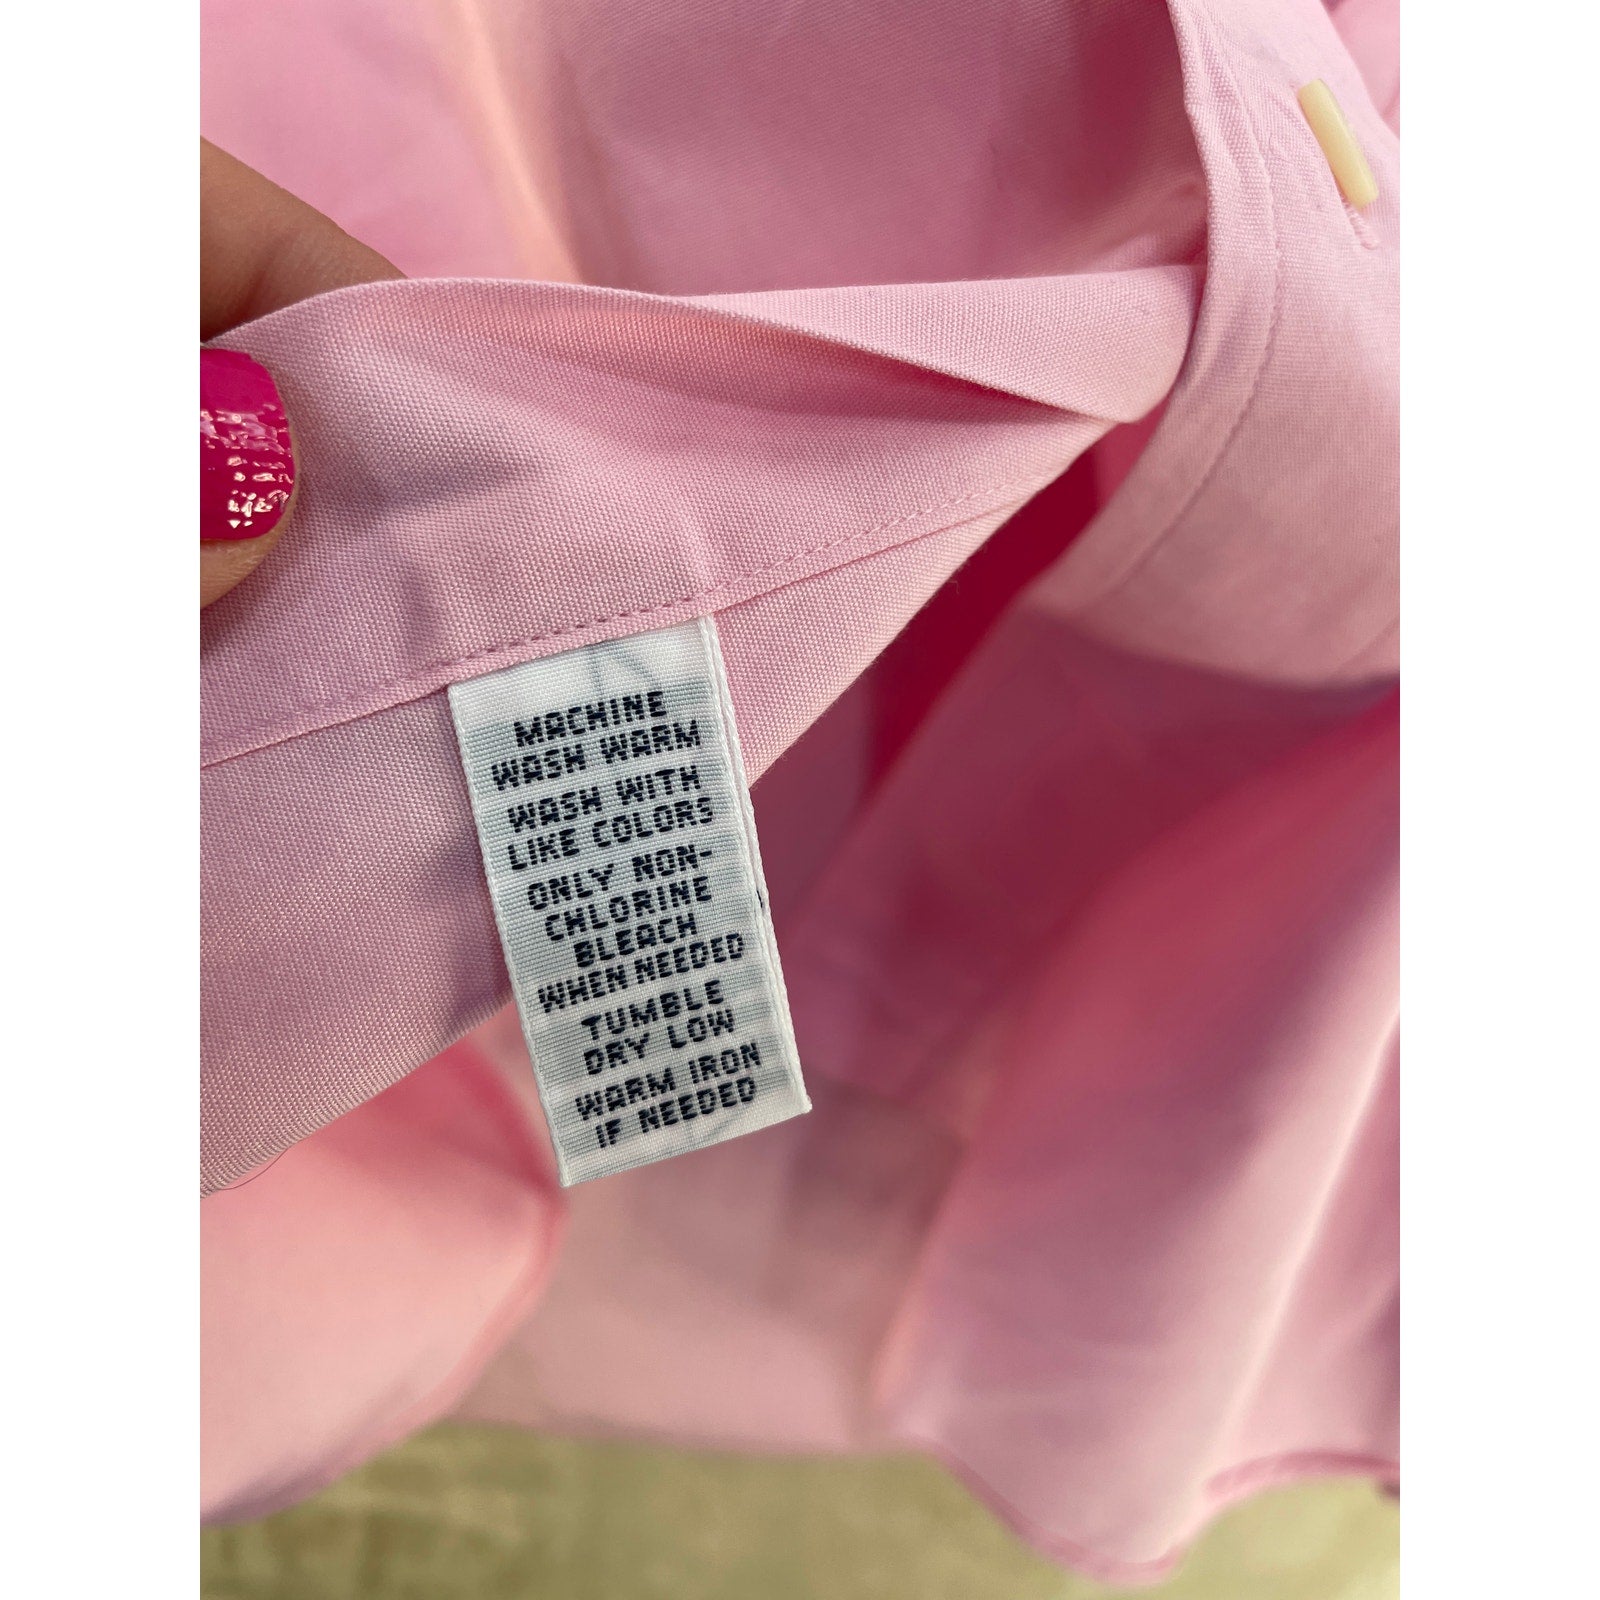 MACHINE
WASH WARM
WASH WITH
LIKE COLORS
ONLY NON-
CHLORINE
BLEACH
WHEN NEEDED
TUMBLE
DRY LOW
WARM IRON
IF NEEDED